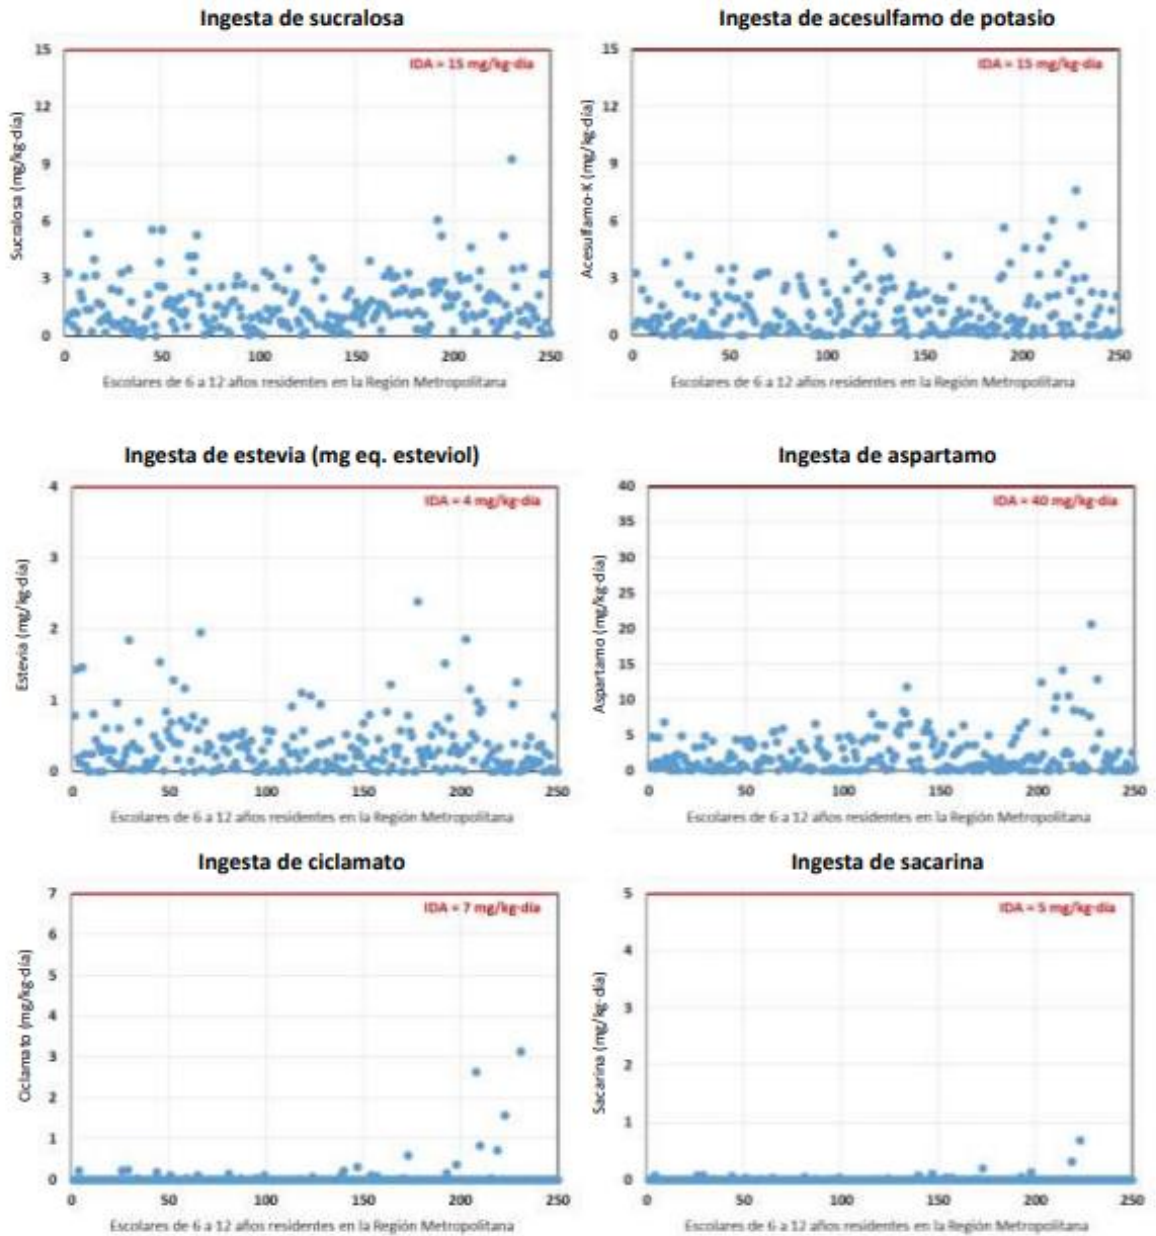 Ingesta de sucralosa
15
12
9
6
3
0
IDA = 15 mg/kg-día
Sucralosa (mg/kg-día)
0 50 100 150 200 250
Escolares de 6 a 12 años residentes en la Región Metropolitana
Ingesta de acesulfamo de potasio
15
12
9
6
3
0
IDA = 15 mg/kg-día
Acesulfamo-K (mg/kg-día)
0 50 100 150 200 250
Escolares de 6 a 12 años residentes en la Región Metropolitana
Ingesta de estevia (mg eq. esteviol)
4
3
2
1
0
IDA = 4 mg/kg-día
Estevia (mg/kg-día)
0 50 100 150 200 250
Escolares de 6 a 12 años residentes en la Región Metropolitana
Ingesta de aspartamo
40
35
30
25
20
15
10
5
0
IDA = 40 mg/kg-día
Aspartamo (mg/kg-día)
0 50 100 150 200 250
Escolares de 6 a 12 años residentes en la Región Metropolitana
Ingesta de ciclamato
7
6
5
4
3
2
1
0
IDA = 7 mg/kg-día
Ciclamato (mg/kg-día)
0 50 100 150 200 250
Escolares de 6 a 12 años residentes en la Región Metropolitana
Ingesta de sacarina
5
4
3
2
1
0
IDA = 5 mg/kg-día
Sacarina (mg/kg-día)
0 50 100 150 200 250
Escolares de 6 a 12 años residentes en la Región Metropolitana